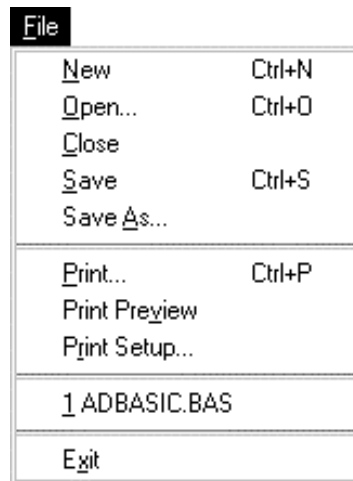 File
New Ctrl+N
Open... Ctrl+O
Close
Save Ctrl+S
Save As...
Print... Ctrl+P
Print Preview
Print Setup...
1 ADBASIC.BAS
Exit